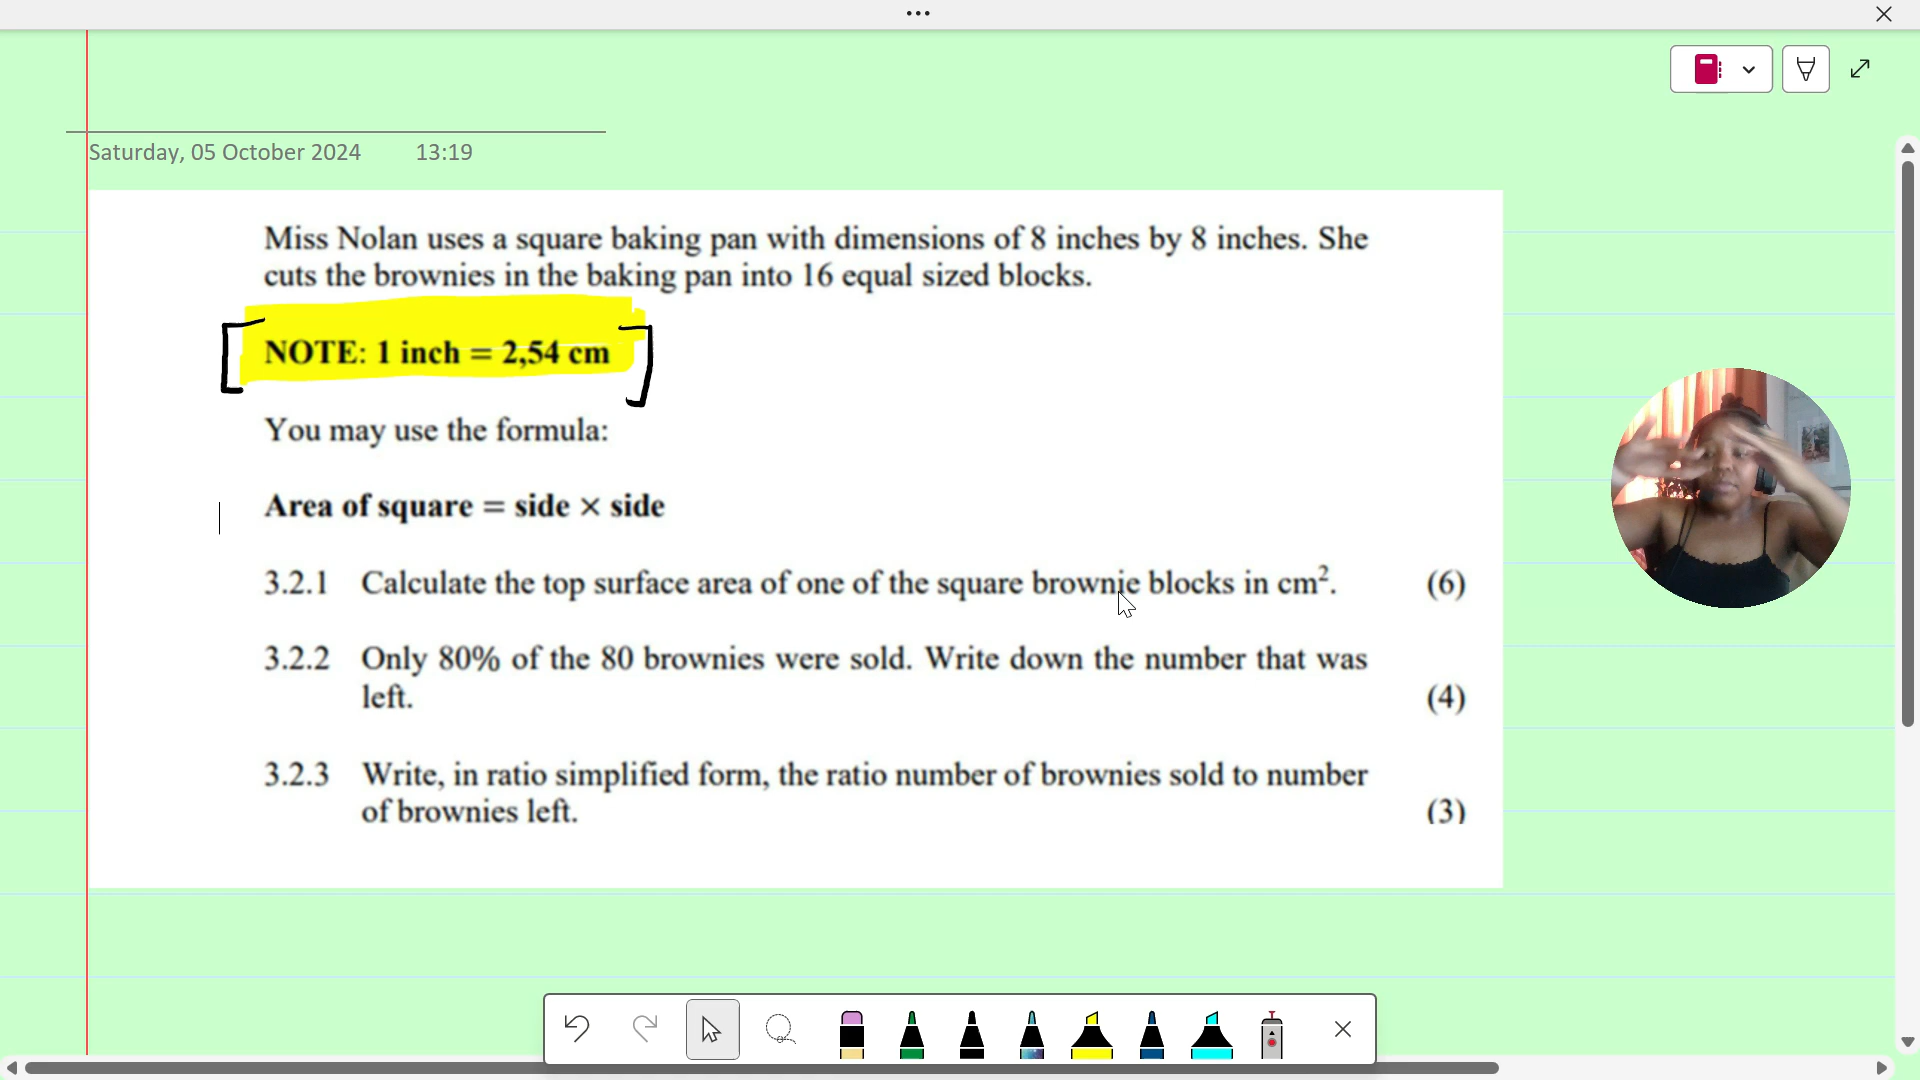 Saturday, 05 October 2024 13:19
Miss Nolan uses a square baking pan with dimensions of 8 inches by 8 inches. She
cuts the brownies in the baking pan into 16 equal sized blocks.
NOTE: 1 inch = 2,54 cm
You may use the formula:
Area of square = side × side
3.2.1 Calculate the top surface area of one of the square brownie blocks in cm². (6)
3.2.2 Only 80% of the 80 brownies were sold. Write down the number that was
left. (4)
3.2.3 Write, in ratio simplified form, the ratio number of brownies sold to number
of brownies left. (3)